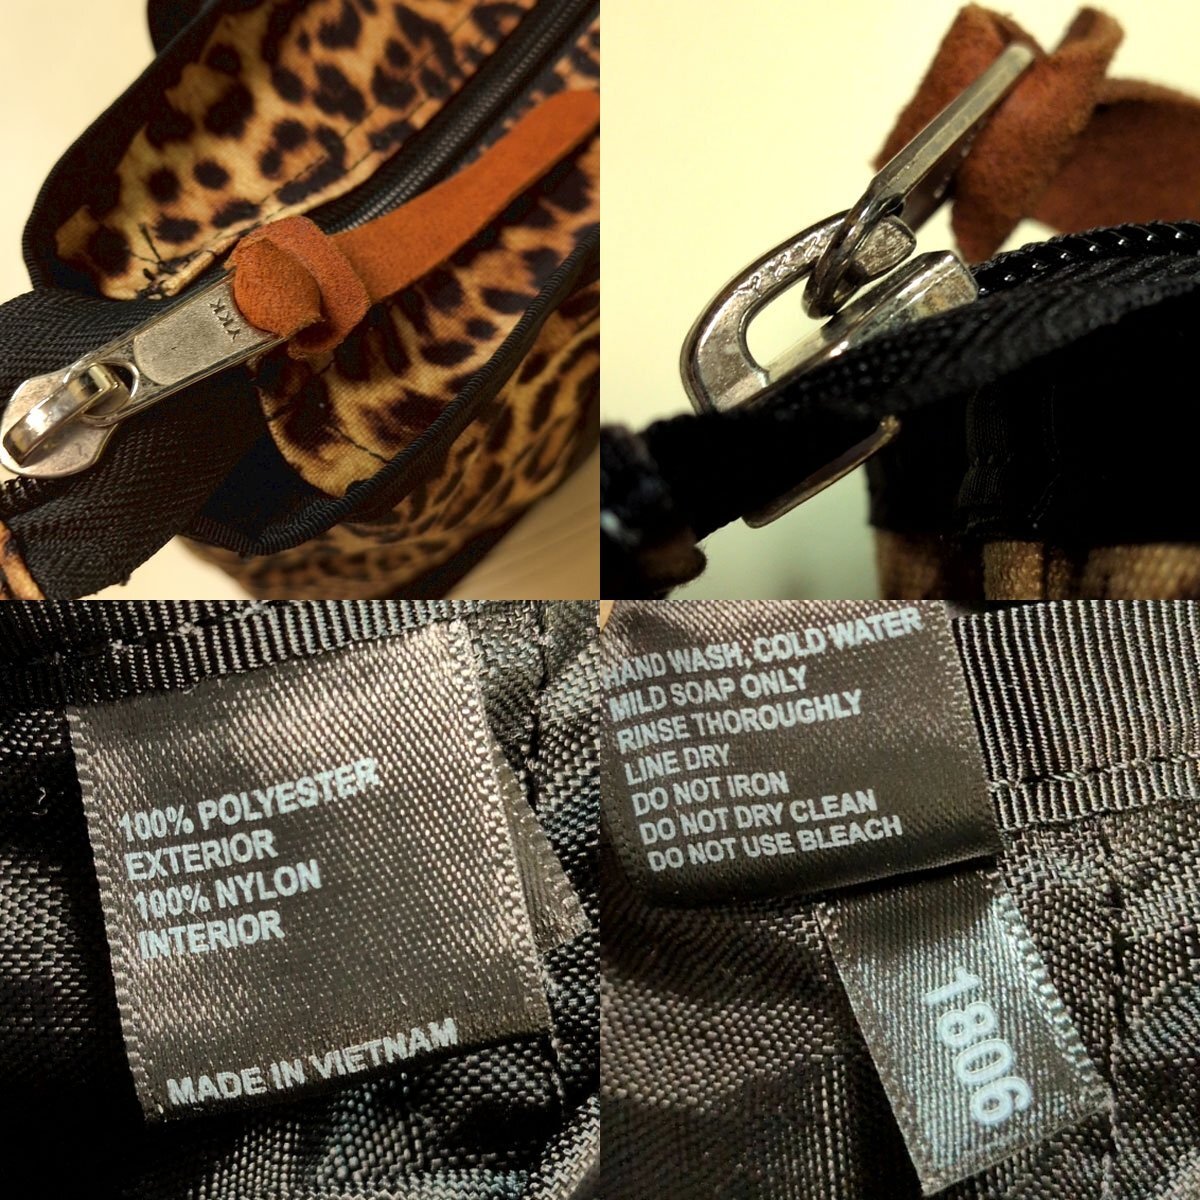 YKK
100% POLYESTER
EXTERIOR
100% NYLON
INTERIOR
MADE IN VIETNAM
HAND WASH, COLD WATER
MILD SOAP ONLY
RINSE THOROUGHLY
LINE DRY
DO NOT IRON
DO NOT DRY CLEAN
DO NOT USE BLEACH
1806